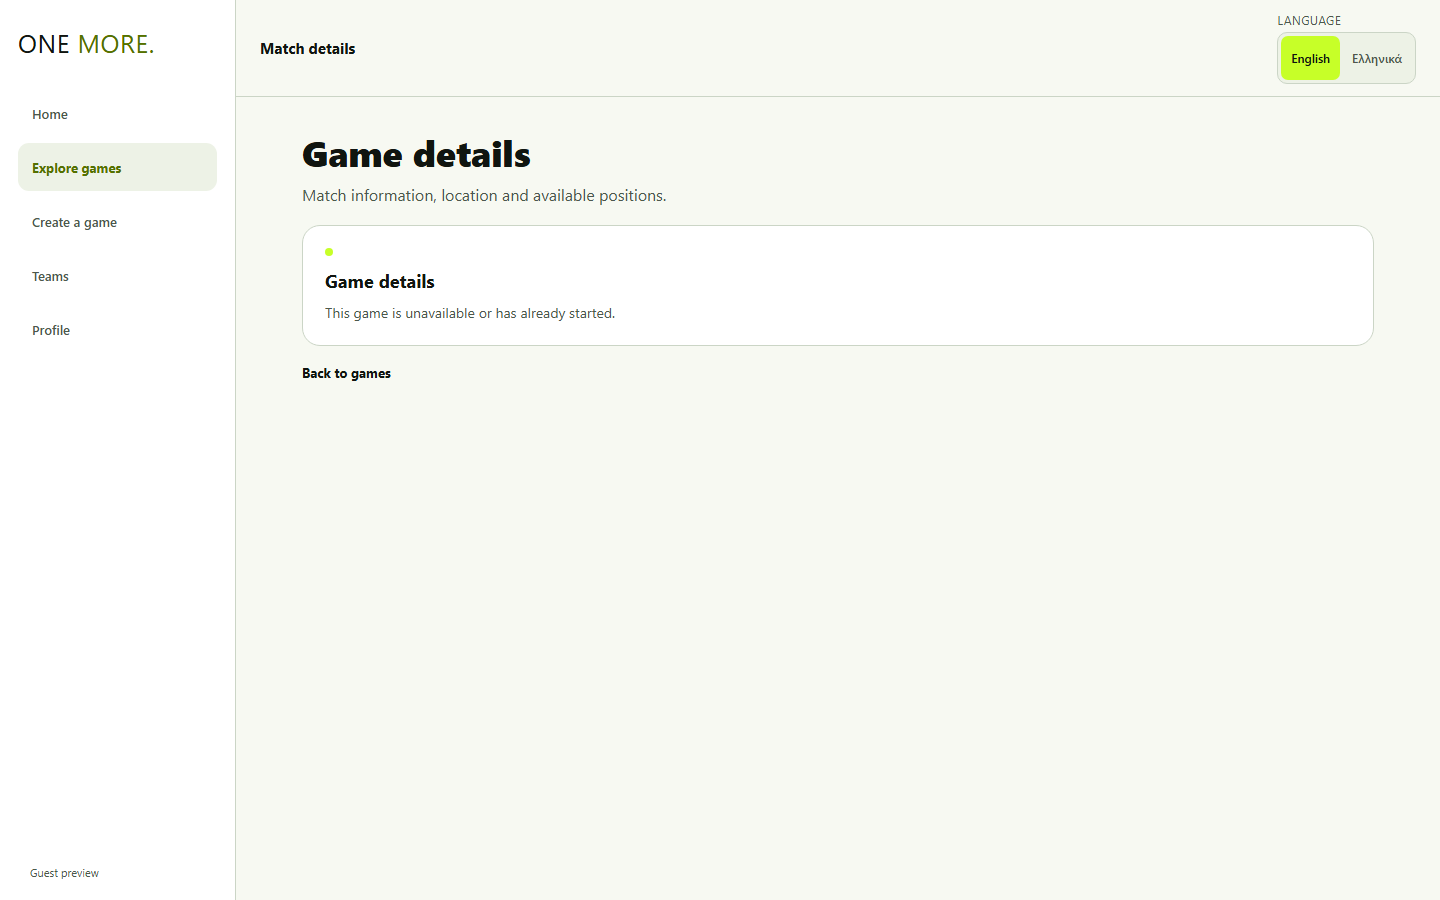 ONE MORE.
Home
Explore games
Create a game
Teams
Profile
Guest preview
Match details
LANGUAGE
English
Ελληνικά
Game details
Match information, location and available positions.
Game details
This game is unavailable or has already started.
Back to games